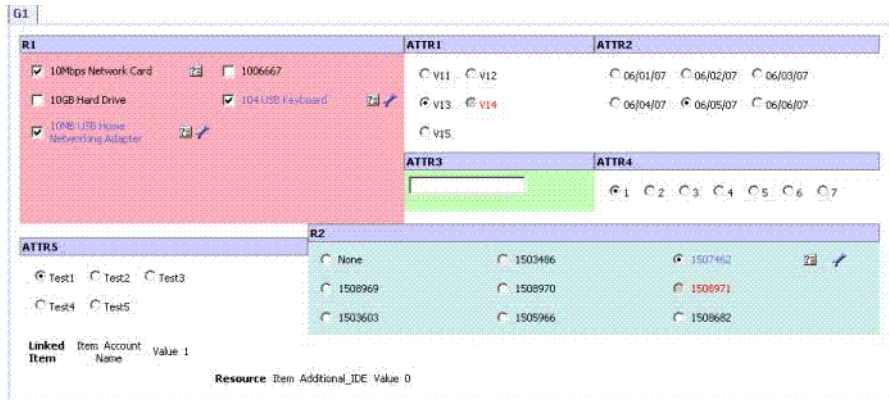 G1
R1
10Mbps Network Card
1006667
10GB Hard Drive
104 USB Keyboard
10MB USB Home
Networking Adapter
ATTR1
V11 V12
V13 V14
V15
ATTR2
06/01/07 06/02/07 06/03/07
06/04/07 06/05/07 06/06/07
ATTR3
ATTR4
1 2 3 4 5 6 7
ATTR5
Test1 Test2 Test3
Test4 Test5
R2
None 1503486 1507462
1508969 1508970 1508971
1503603 1505966 1508682
Linked Item Item Account Name Value 1
Resource Item Additional_IDE Value 0